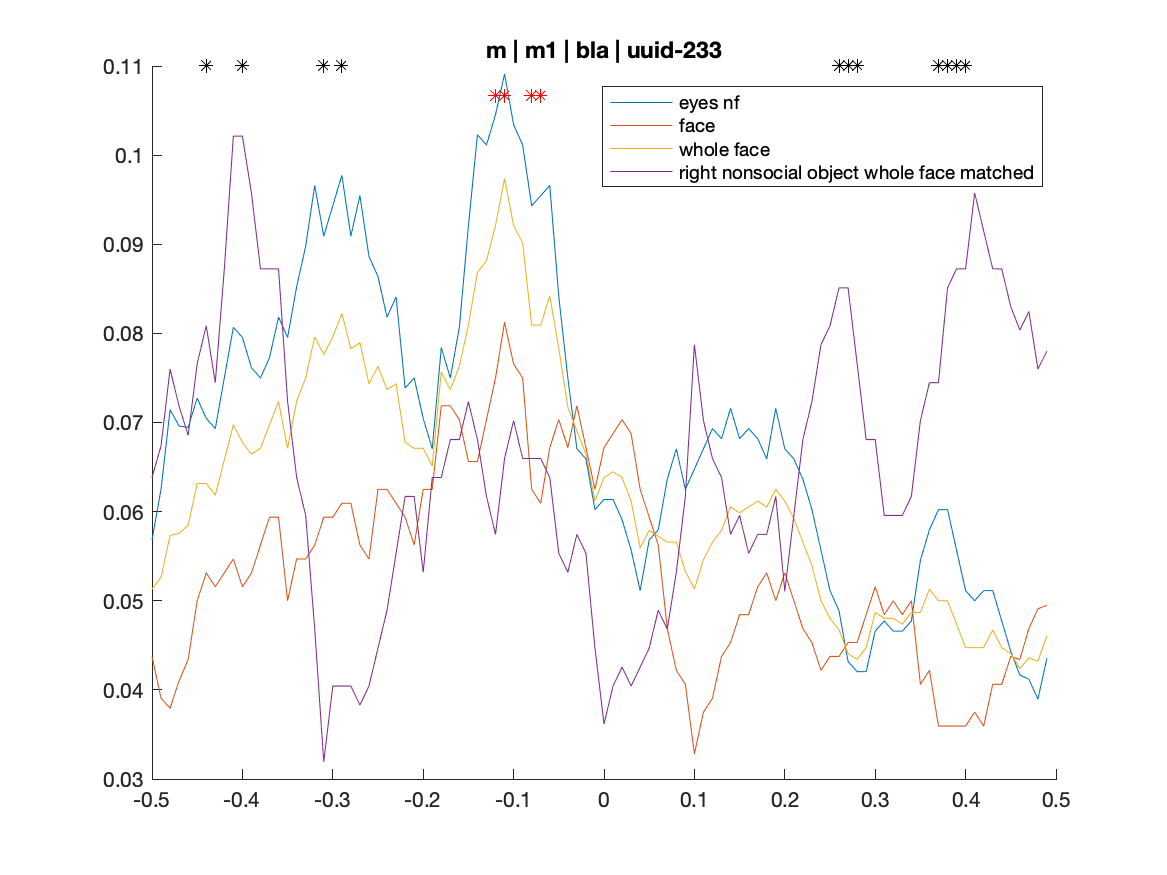 m | m1 | bla | uuid-233
0.11
0.1
0.09
0.08
0.07
0.06
0.05
0.04
0.03
eyes nf
face
whole face
right nonsocial object whole face matched
-0.5 -0.4 -0.3 -0.2 -0.1 0 0.1 0.2 0.3 0.4 0.5